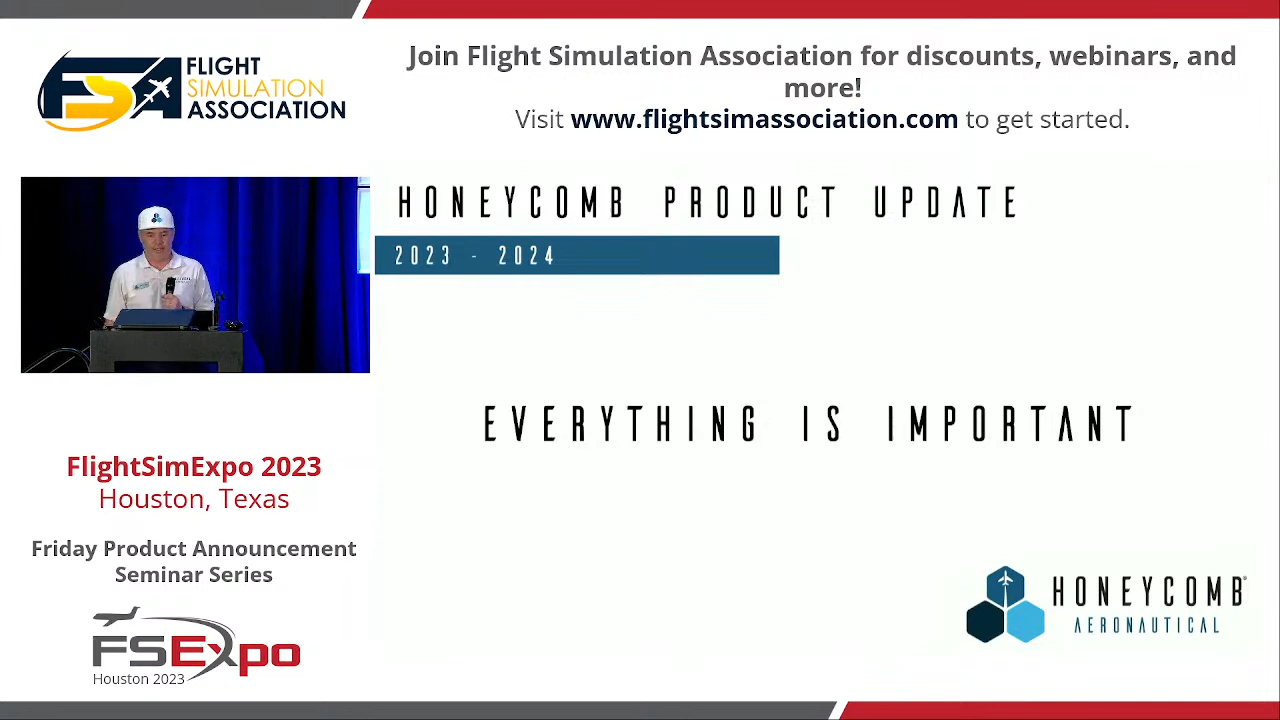 FLIGHT
SIMULATION
ASSOCIATION
Join Flight Simulation Association for discounts, webinars, and
more!
Visit www.flightsimassociation.com to get started.
HONEYCOMB PRODUCT UPDATE
2023 - 2024
EVERYTHING IS IMPORTANT
FlightSimExpo 2023
Houston, Texas
Friday Product Announcement
Seminar Series
FSExpo
Houston 2023
HONEYCOMB®
AERONAUTICAL